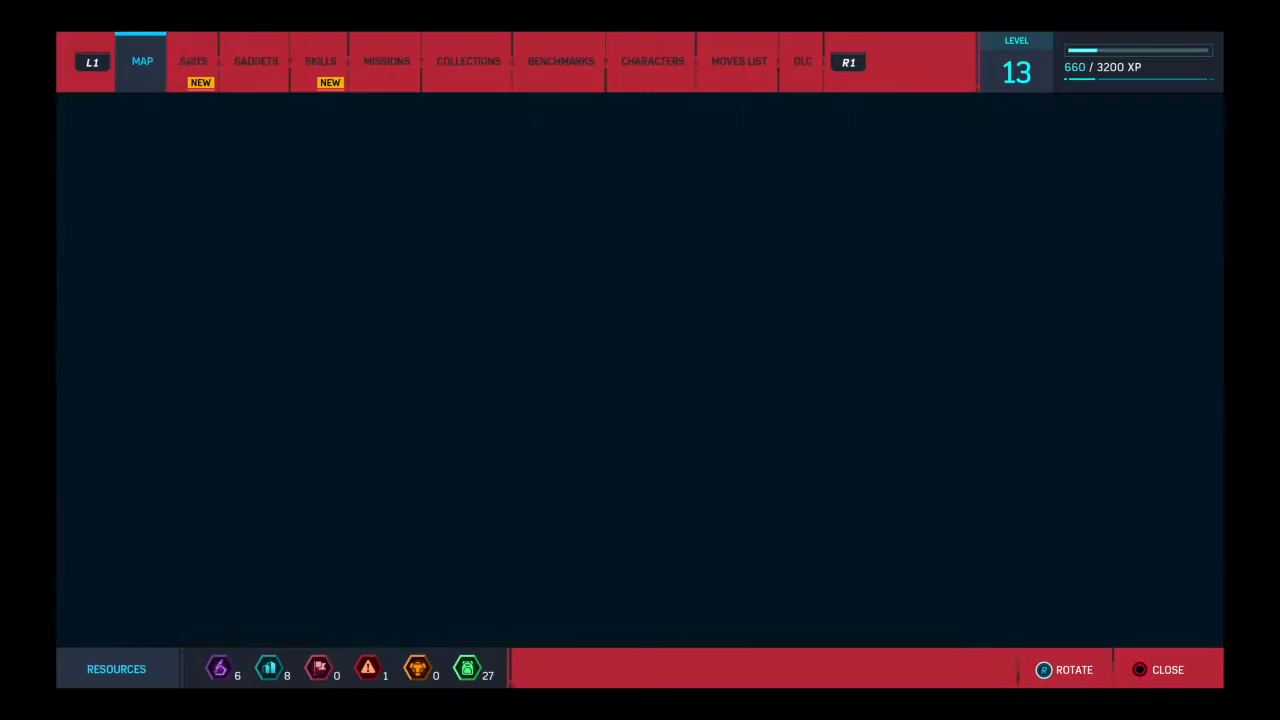 L1 MAP SUITS GADGETS SKILLS MISSIONS COLLECTIONS BENCHMARKS CHARACTERS MOVES LIST DLC R1
NEW NEW
LEVEL
13
660 / 3200 XP
RESOURCES 6 8 0 1 0 27 R ROTATE CLOSE